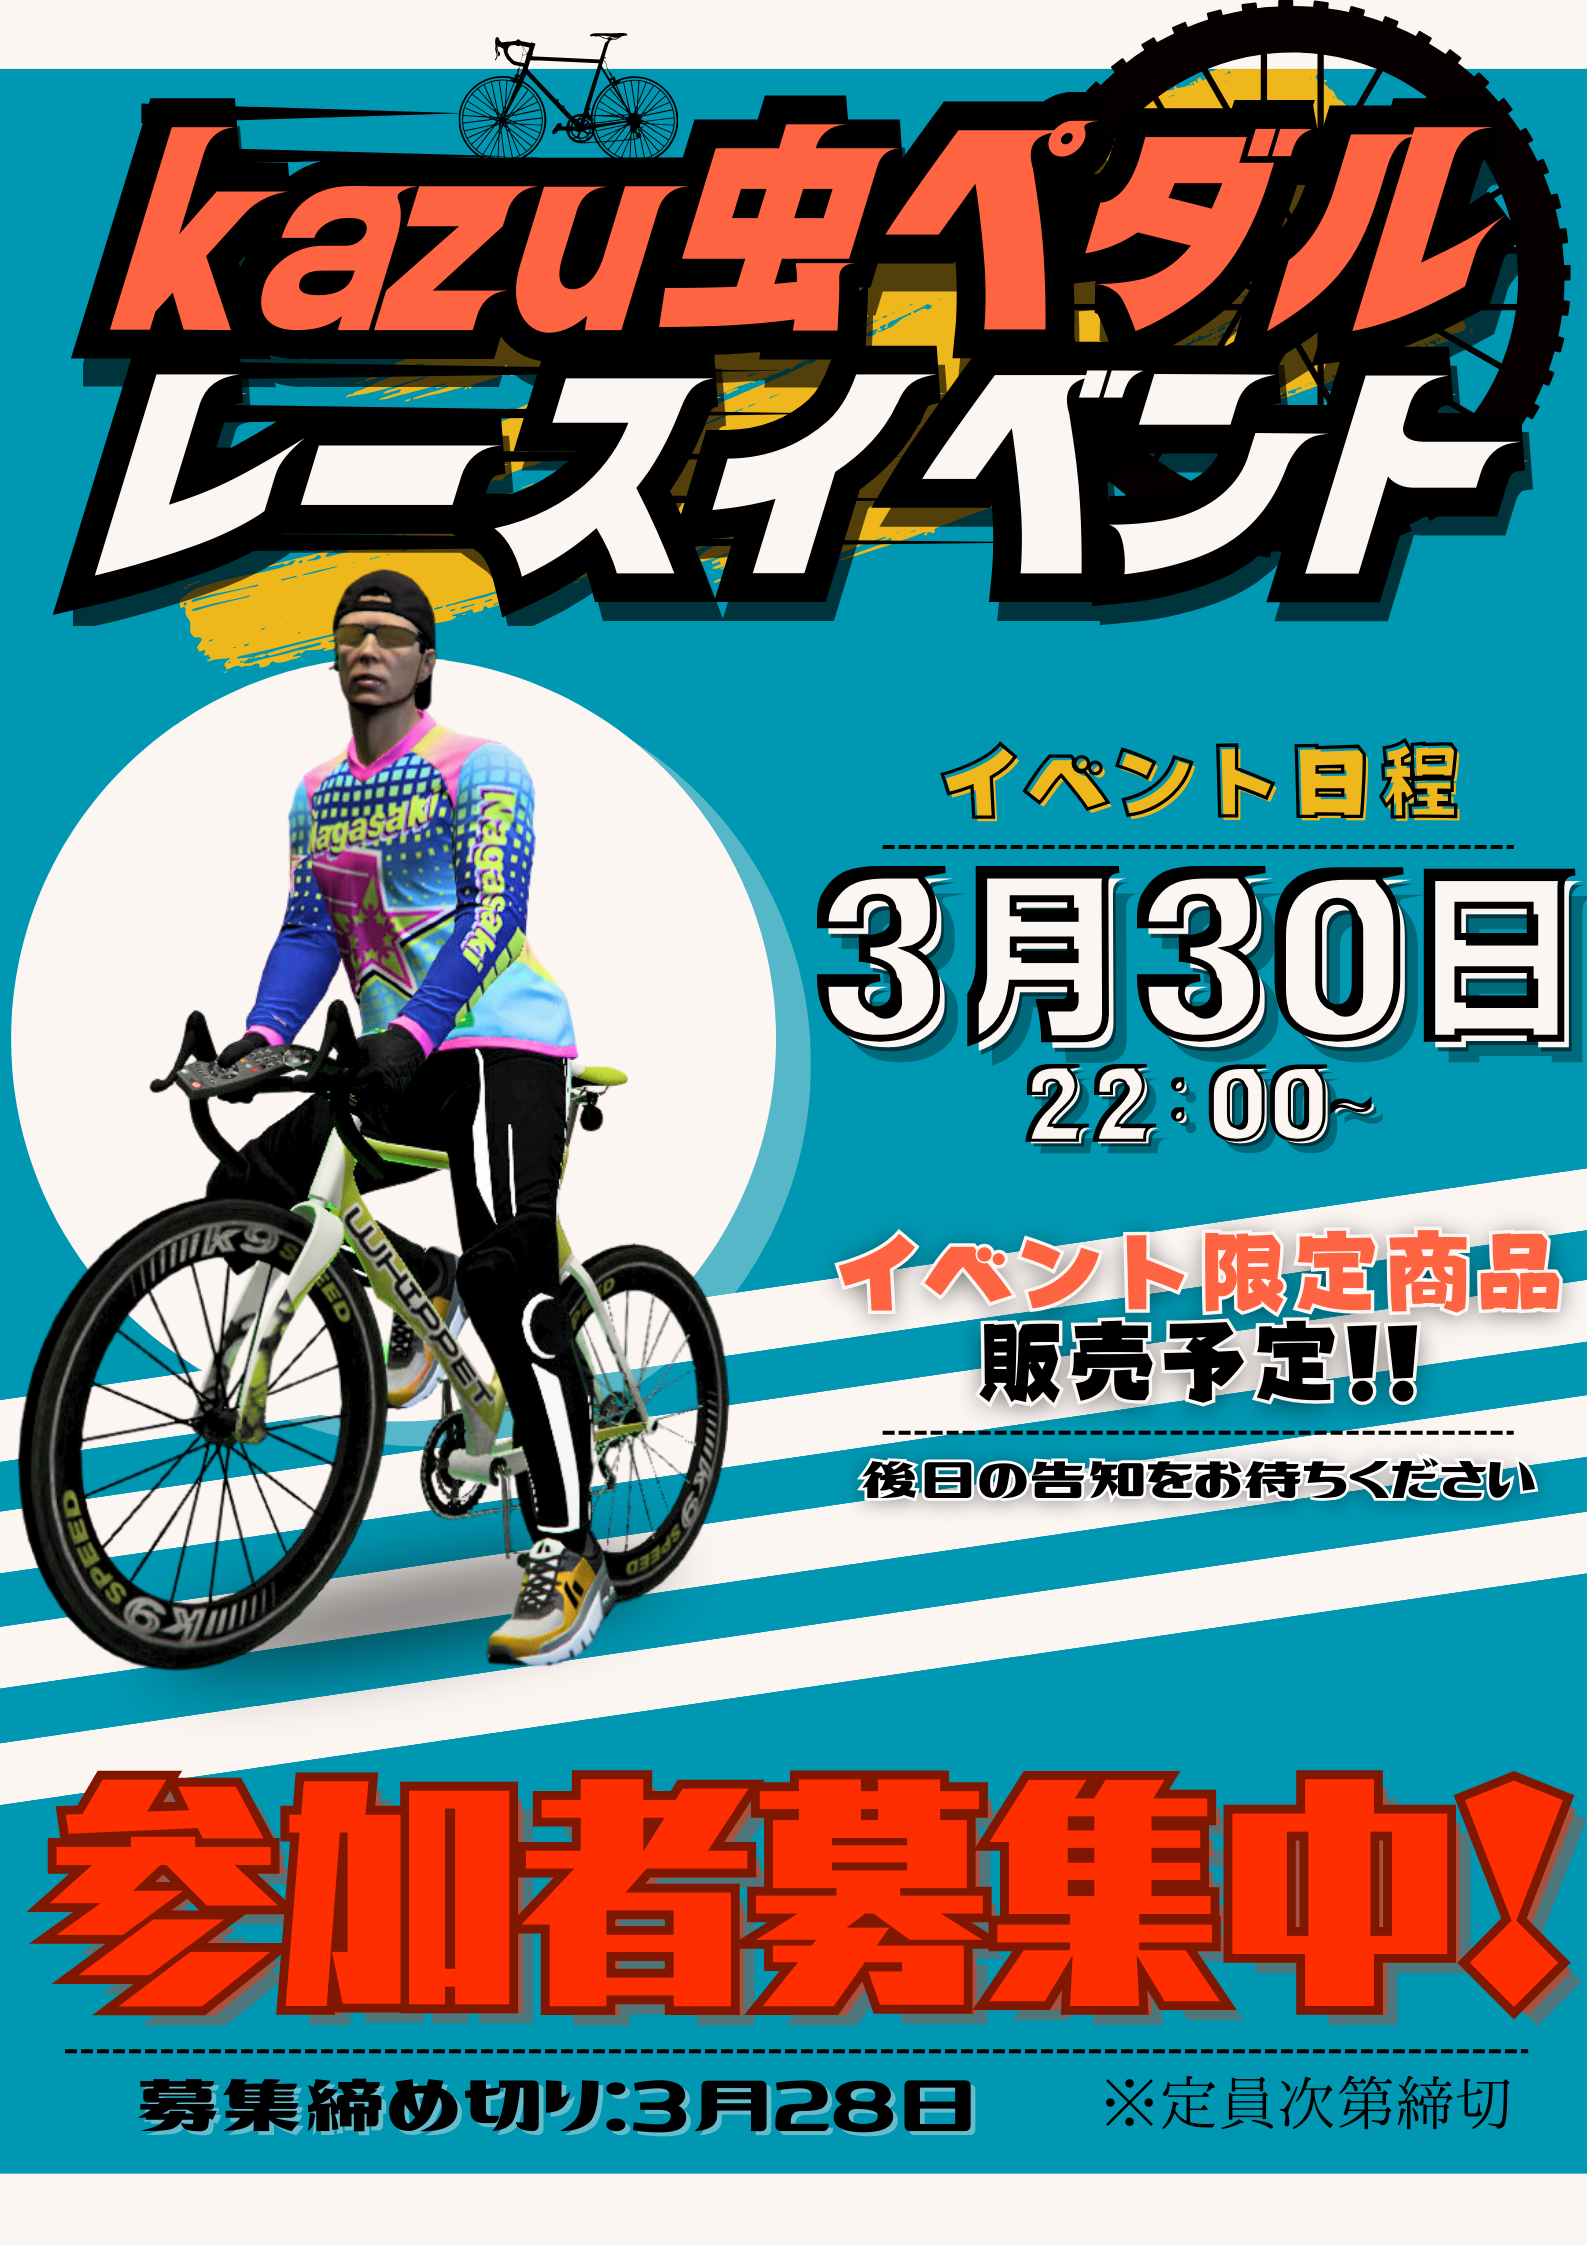 kazu虫ペダル
レースイベント
イベント日程
3月30日
22:00~
Nagasaki
Nagasaki
イベント限定商品
販売予定!!
後日の告知をお待ちください
WHIPPET
K9 SPEED
K9 SPEED
K9 SPEED
参加者募集中!
募集締め切り:3月28日
※定員次第締切